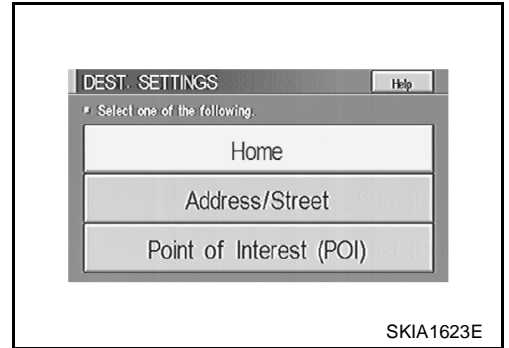 DEST. SETTINGS Help
Select one of the following.
Home
Address/Street
Point of Interest (POI)
SKIA1623E